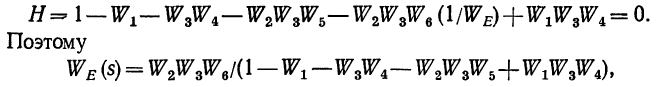 H = 1 — W₁ — W₃W₄ — W₂W₃W₅ — W₂W₃W₆ (1/W_E) + W₁W₃W₄ = 0.
Поэтому
W_E (s) = W₂W₃W₆/(1 — W₁ — W₃W₄ — W₂W₃W₅ + W₁W₃W₄),